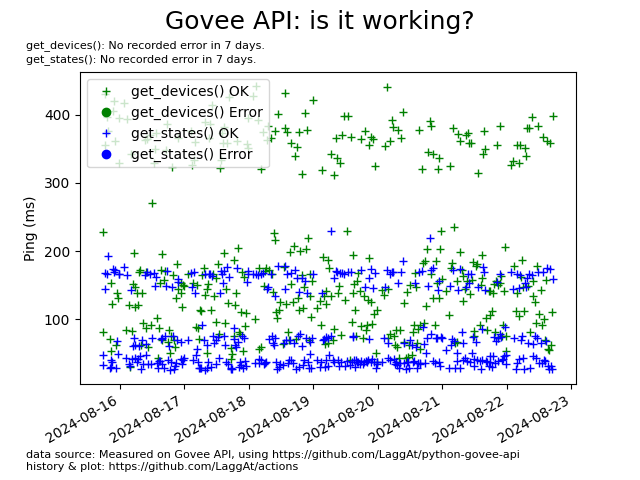 Govee API: is it working?
get_devices(): No recorded error in 7 days.
get_states(): No recorded error in 7 days.
get_devices() OK
get_devices() Error
get_states() OK
get_states() Error
Ping (ms)
400
300
200
100
2024-08-16
2024-08-17
2024-08-18
2024-08-19
2024-08-20
2024-08-21
2024-08-22
2024-08-23
data source: Measured on Govee API, using https://github.com/LaggAt/python-govee-api
history & plot: https://github.com/LaggAt/actions